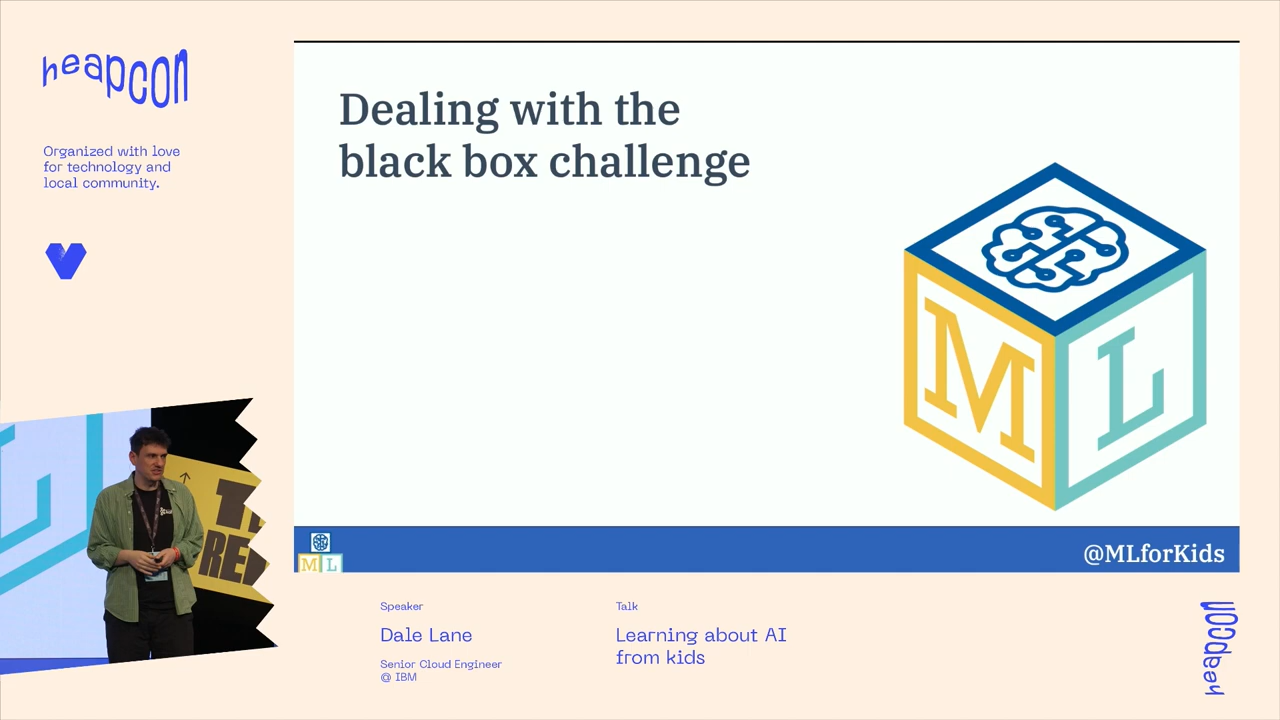 heapcon
Organized with love
for technology and
local community.
Dealing with the
black box challenge
M L
M L
@MLforKids
L
Speaker
Dale Lane
Senior Cloud Engineer
@ IBM
Talk
Learning about AI
from kids
heapcon